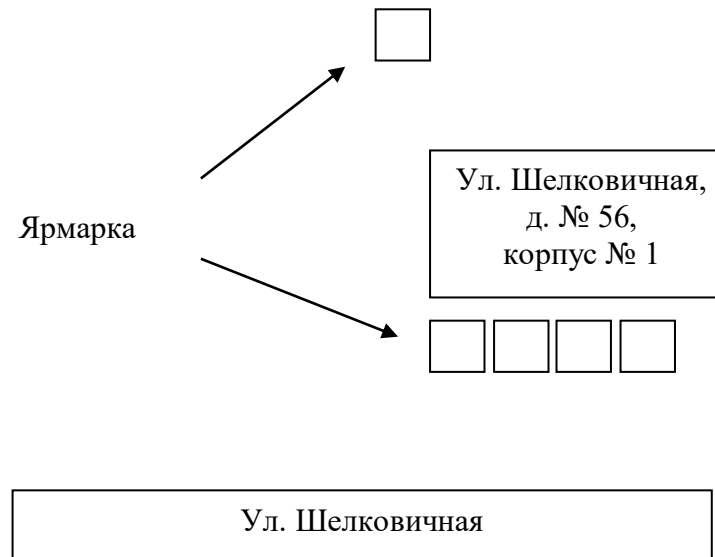 Ул. Шелковичная,
д. № 56,
корпус № 1
Ярмарка
Ул. Шелковичная